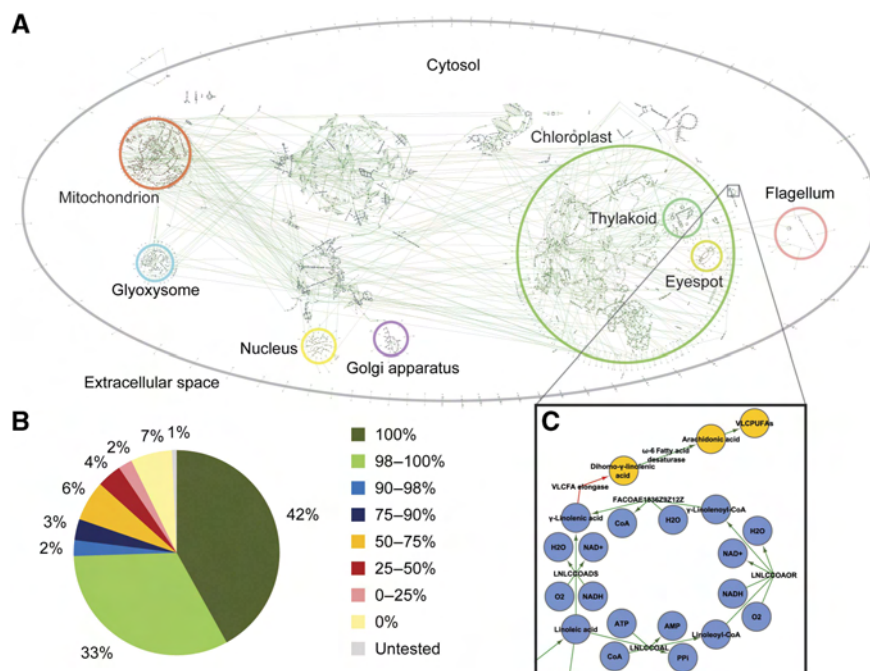 A
Cytosol
Chloroplast
Mitochondrion
Thylakoid
Flagellum
Glyoxysome
Eyespot
Nucleus
Golgi apparatus
Extracellular space
B
7%
1%
2%
4%
6%
3%
2%
33%
42%
100%
98–100%
90–98%
75–90%
50–75%
25–50%
0–25%
0%
Untested
C
VLCPUFAs
Arachidonic acid
ω-6 Fatty acid
desaturase
Dihomo-γ-linolenic
acid
VLCFA elongase
FACOAE1836Z9Z12Z
γ-Linolenic acid
CoA
H2O
γ-Linolenoyl-CoA
H2O
H2O
NAD+
NAD+
LNLCGOADS
LNLCGOAOR
O2
NADH
NADH
O2
Linoleic acid
ATP
AMP
Linoleoyl-CoA
LNLCCOAL
CoA
PPi